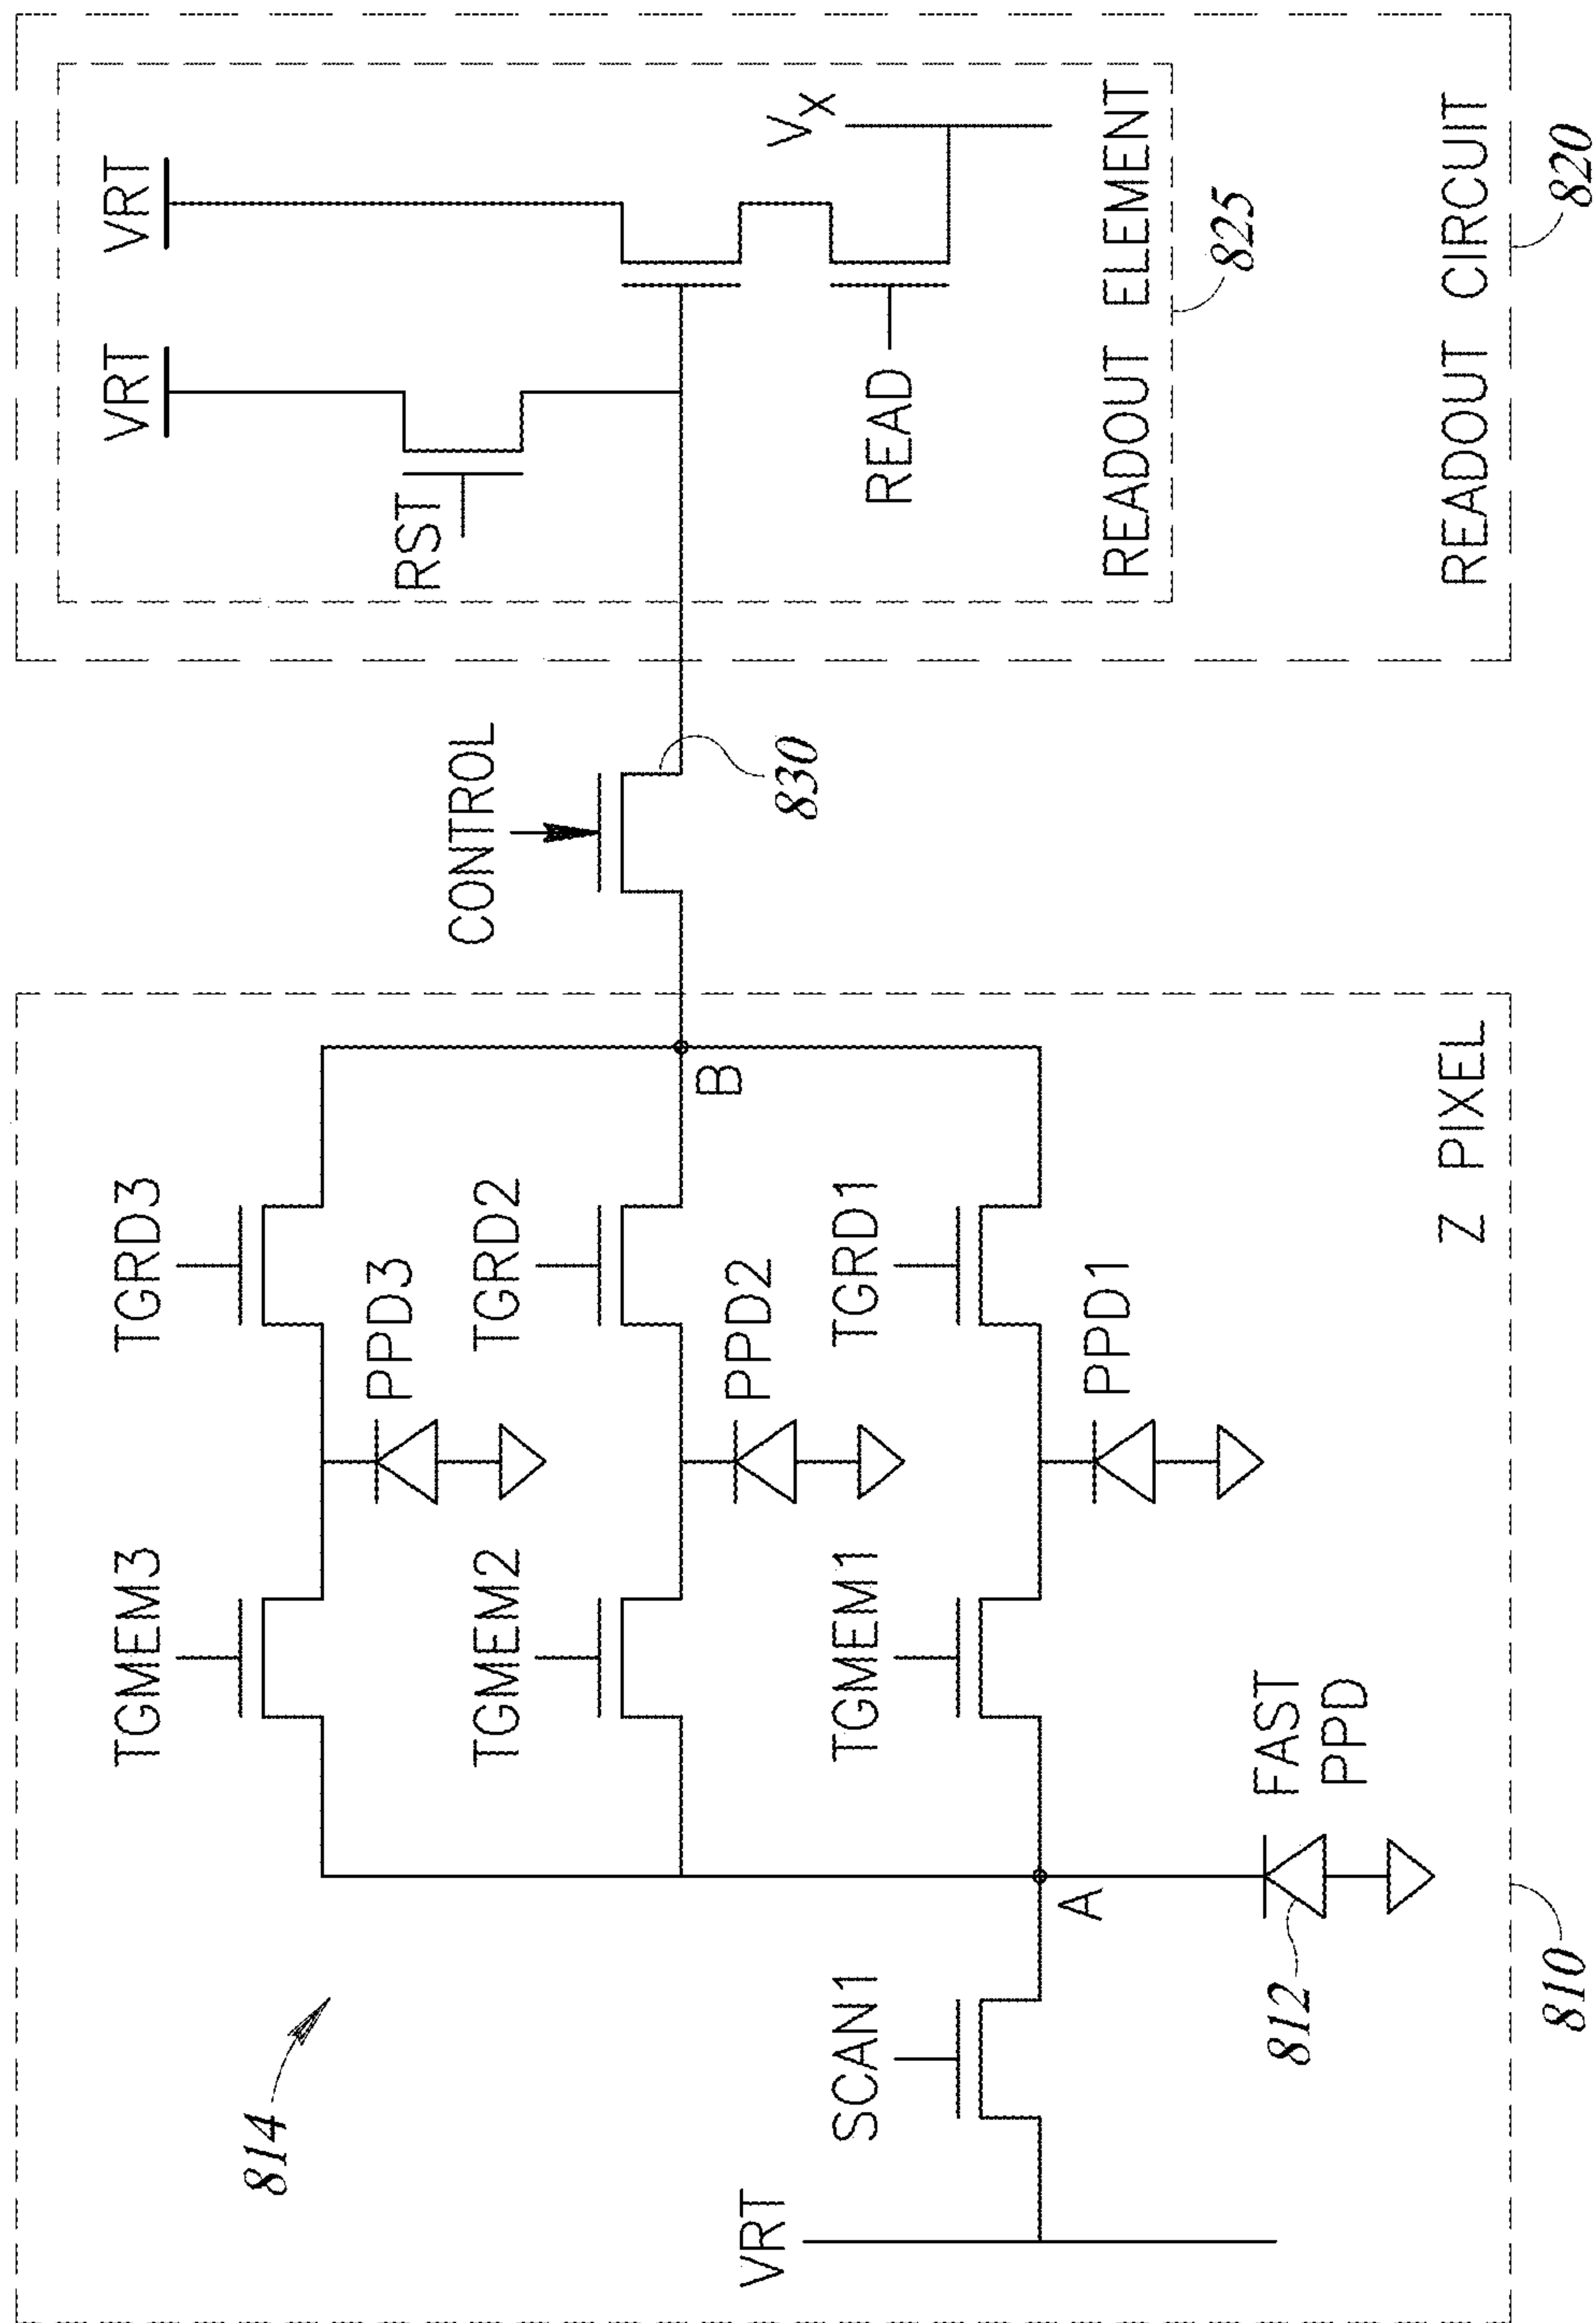 814
VRT
SCAN1
A
812
FAST
PPD
810
TGMEM3
TGMEM2
TGMEM1
TGRD3
PPD3
TGRD2
PPD2
TGRD1
PPD1
B
Z PIXEL
CONTROL
830
VRT
VRT
RST
READ
VX
READOUT ELEMENT
825
READOUT CIRCUIT
820